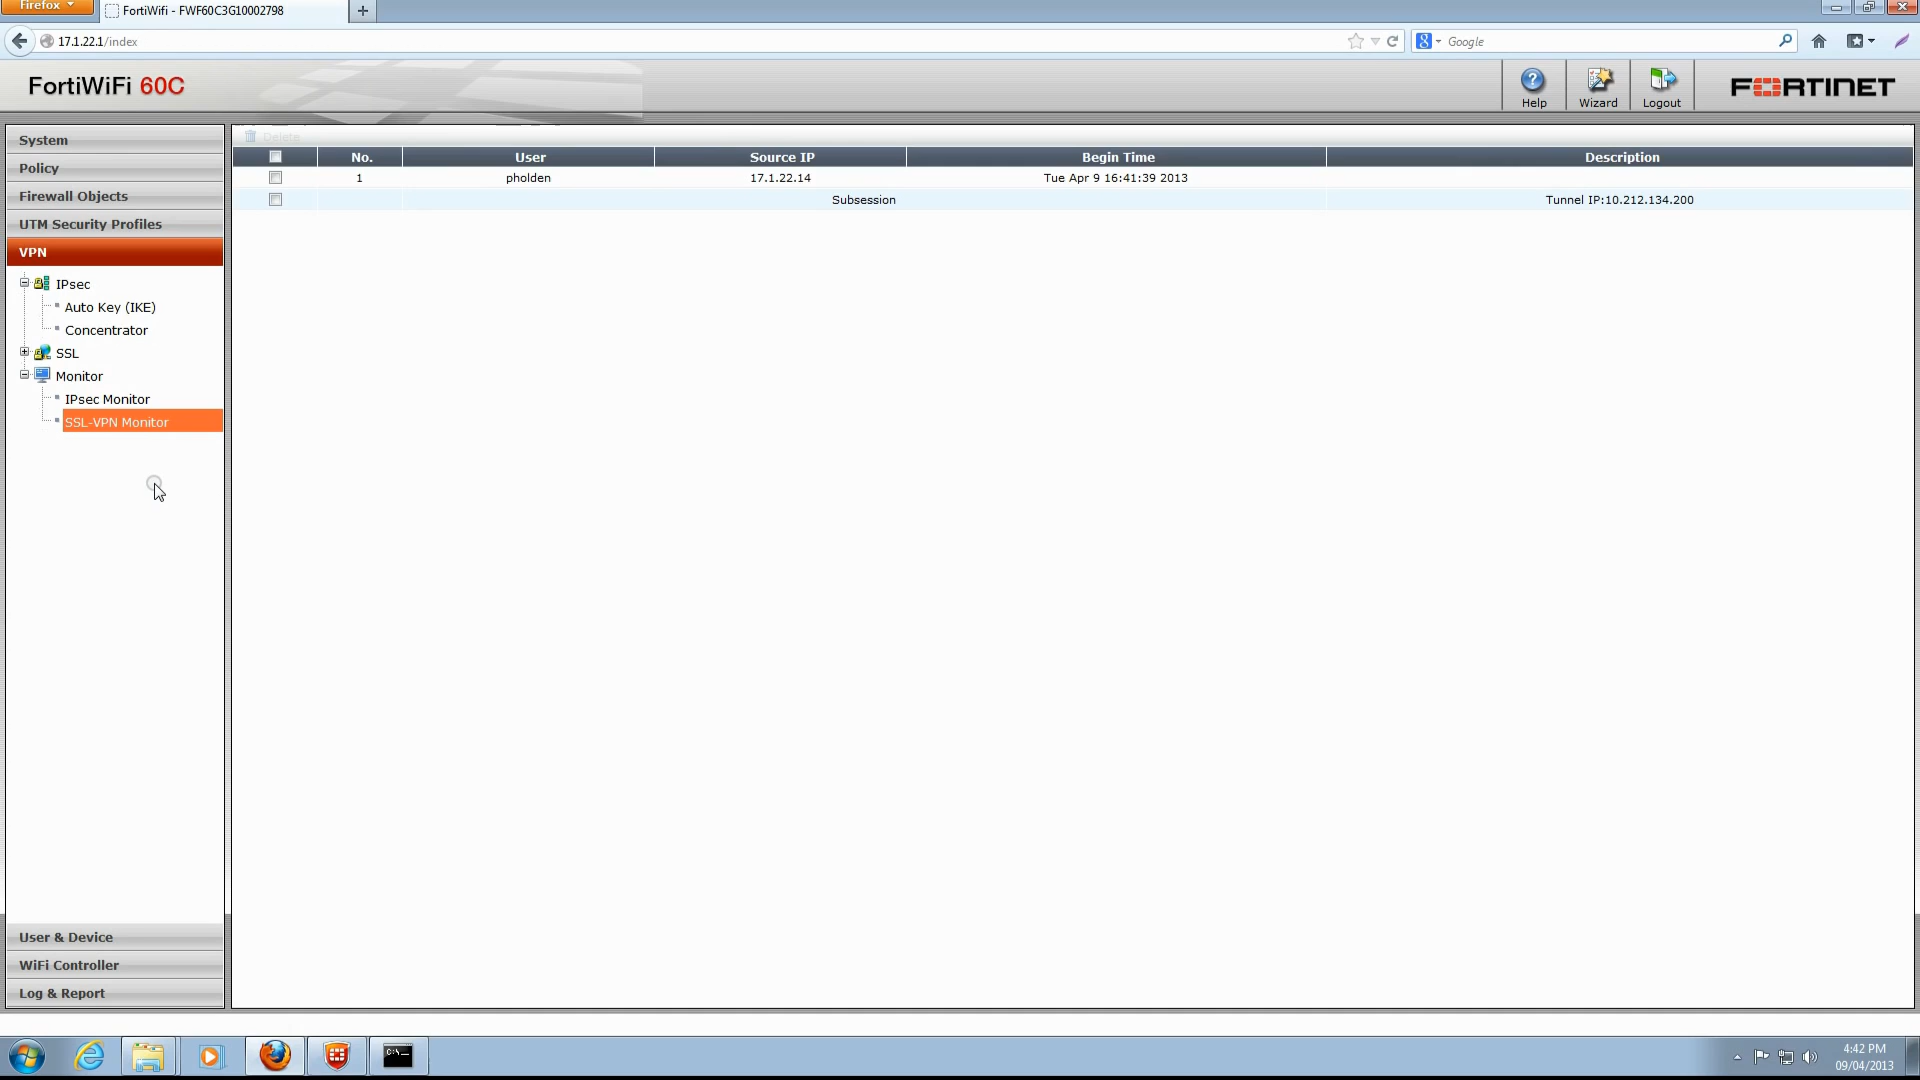 Firefox
FortiWifi - FWF60C3G10002798
17.1.22.1/index
Google
FortiWiFi 60C
Help
Wizard
Logout
FORTINET
System
Policy
Firewall Objects
UTM Security Profiles
VPN
IPsec
Auto Key (IKE)
Concentrator
SSL
Monitor
IPsec Monitor
SSL-VPN Monitor
User & Device
WiFi Controller
Log & Report
Delete
No. User Source IP Begin Time Description
1 pholden 17.1.22.14 Tue Apr 9 16:41:39 2013
Subsession Tunnel IP:10.212.134.200
C:\
4:42 PM
09/04/2013